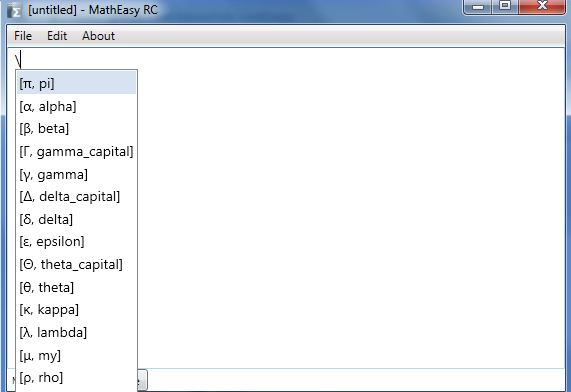 [untitled] - MathEasy RC
File Edit About
\
[π, pi]
[α, alpha]
[β, beta]
[Γ, gamma_capital]
[γ, gamma]
[Δ, delta_capital]
[δ, delta]
[ε, epsilon]
[Θ, theta_capital]
[θ, theta]
[κ, kappa]
[λ, lambda]
[μ, my]
[ρ, rho]